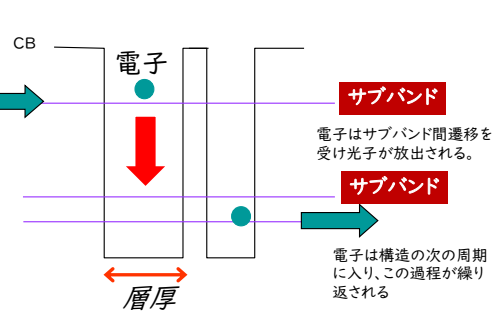 CB
電子
サブバンド
電子はサブバンド間遷移を
受け光子が放出される。
サブバンド
電子は構造の次の周期
に入り、この過程が繰り
返される
層厚